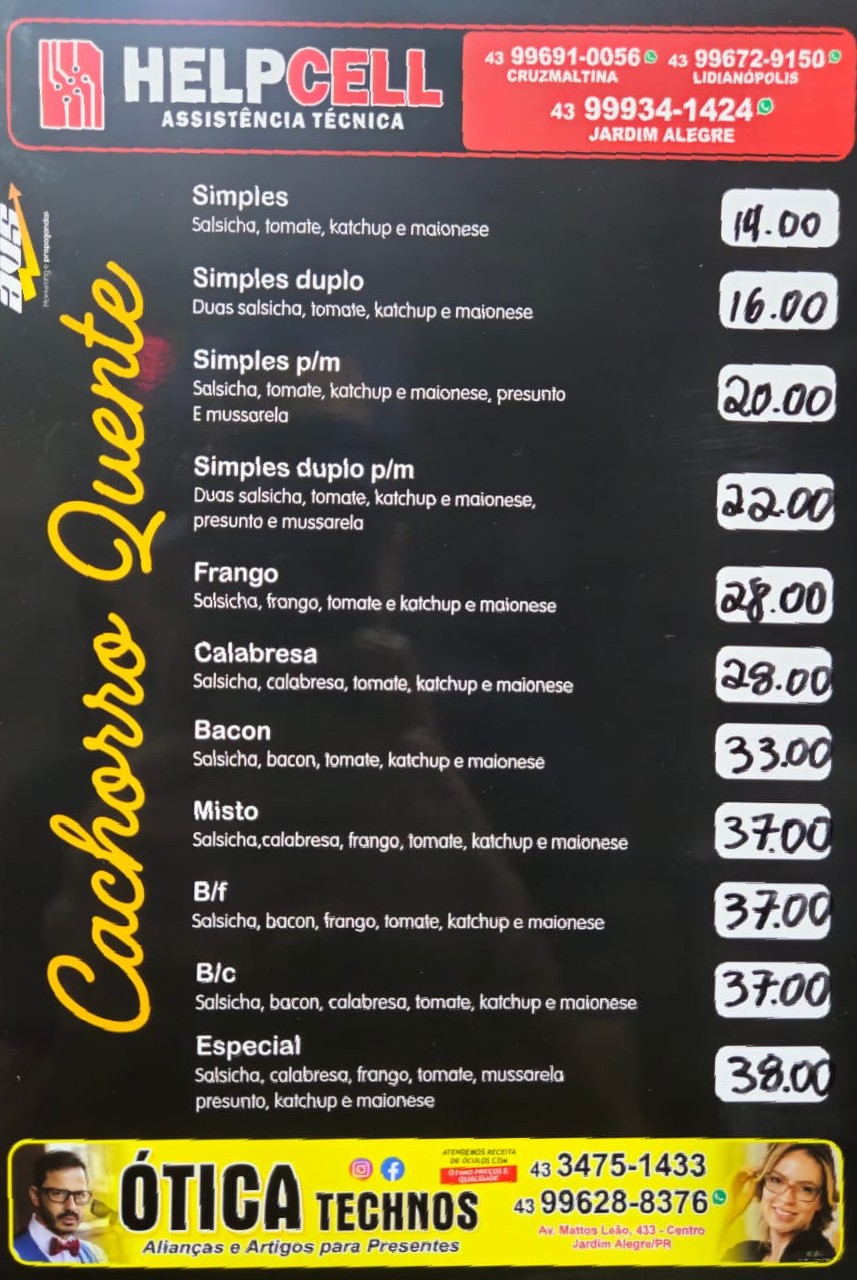 HELPCELL
ASSISTÊNCIA TÉCNICA
43 99691-0056
CRUZMALTINA
43 99672-9150
LIDIANÓPOLIS
43 99934-1424
JARDIM ALEGRE
Marketing e propagandas
Cachorro Quente
Simples
Salsicha, tomate, katchup e maionese
14.00
Simples duplo
Duas salsicha, tomate, katchup e maionese
16.00
Simples p/m
Salsicha, tomate, katchup e maionese, presunto
E mussarela
20.00
Simples duplo p/m
Duas salsicha, tomate, katchup e maionese,
presunto e mussarela
22.00
Frango
Salsicha, frango, tomate e katchup e maionese
28.00
Calabresa
Salsicha, calabresa, tomate, katchup e maionese
28.00
Bacon
Salsicha, bacon, tomate, katchup e maionese
33.00
Misto
Salsicha,calabresa, frango, tomate, katchup e maionese
37.00
B/f
Salsicha, bacon, frango, tomate, katchup e maionese
37.00
B/c
Salsicha, bacon, calabresa, tomate, katchup e maionese
37.00
Especial
Salsicha, calabresa, frango, tomate, mussarela
presunto, katchup e maionese
38.00
ÓTICA TECHNOS
Alianças e Artigos para Presentes
ATENDEMOS RECEITA
DE ÓCULOS COM
ÓTIMO PREÇOS E
QUALIDADE
43 3475-1433
43 99628-8376
Av. Mattos Leão, 433 - Centro
Jardim Alegre/PR